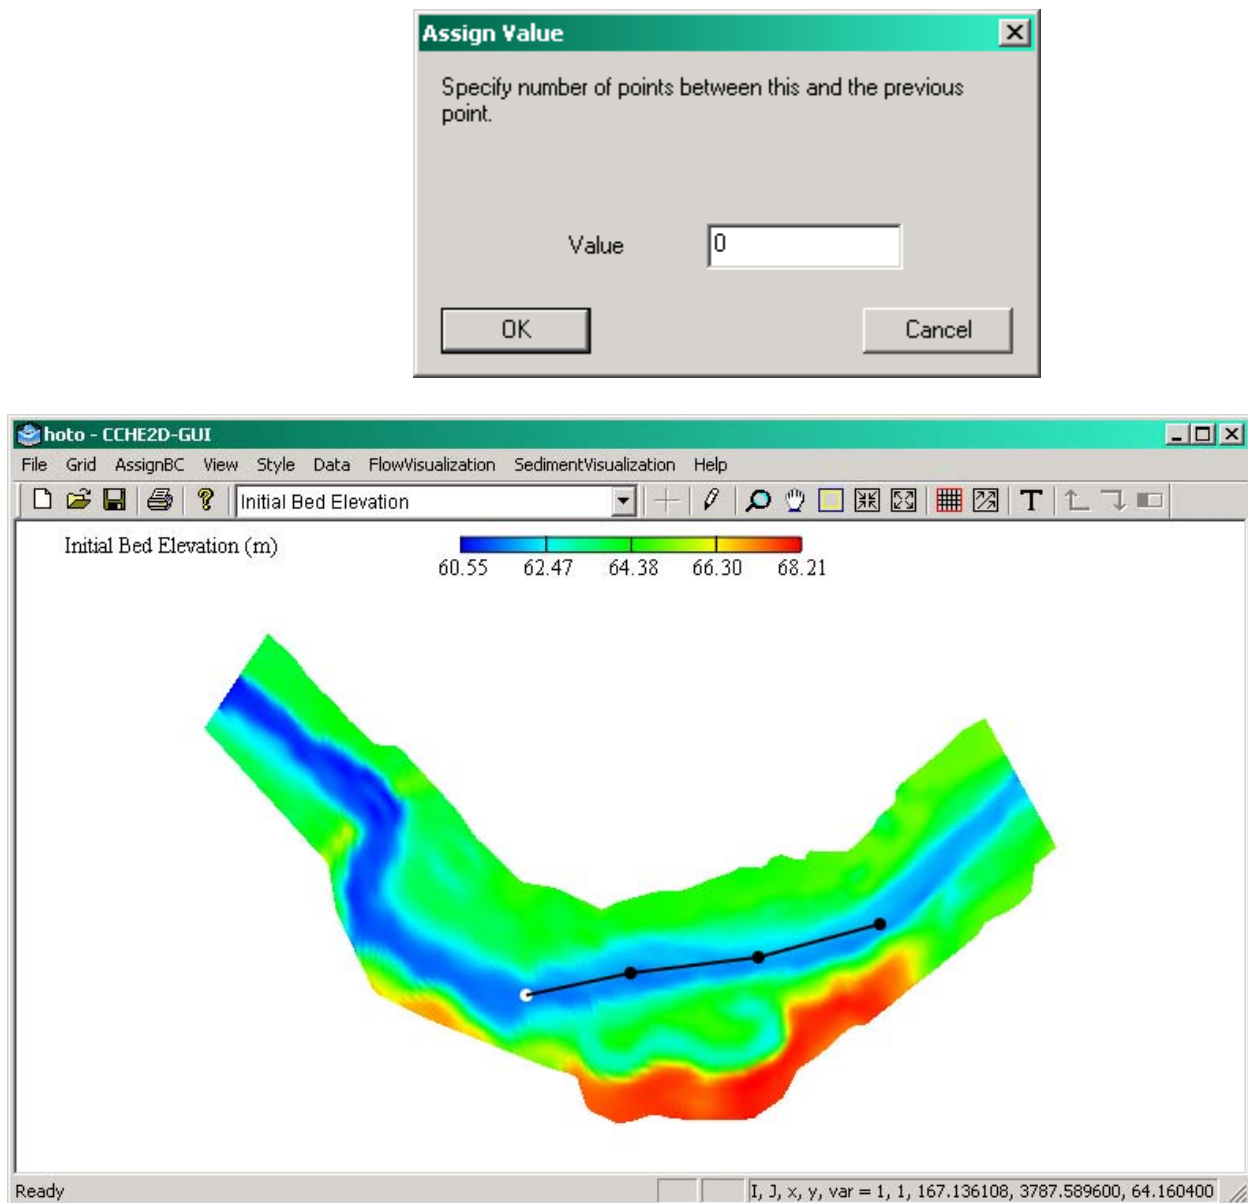 Assign Value
Specify number of points between this and the previous
point.
Value
0
OK
Cancel
hoto - CCHE2D-GUI
File Grid AssignBC View Style Data FlowVisualization SedimentVisualization Help
Initial Bed Elevation
T
Initial Bed Elevation (m)
60.55 62.47 64.38 66.30 68.21
Ready
I, J, x, y, var = 1, 1, 167.136108, 3787.589600, 64.160400